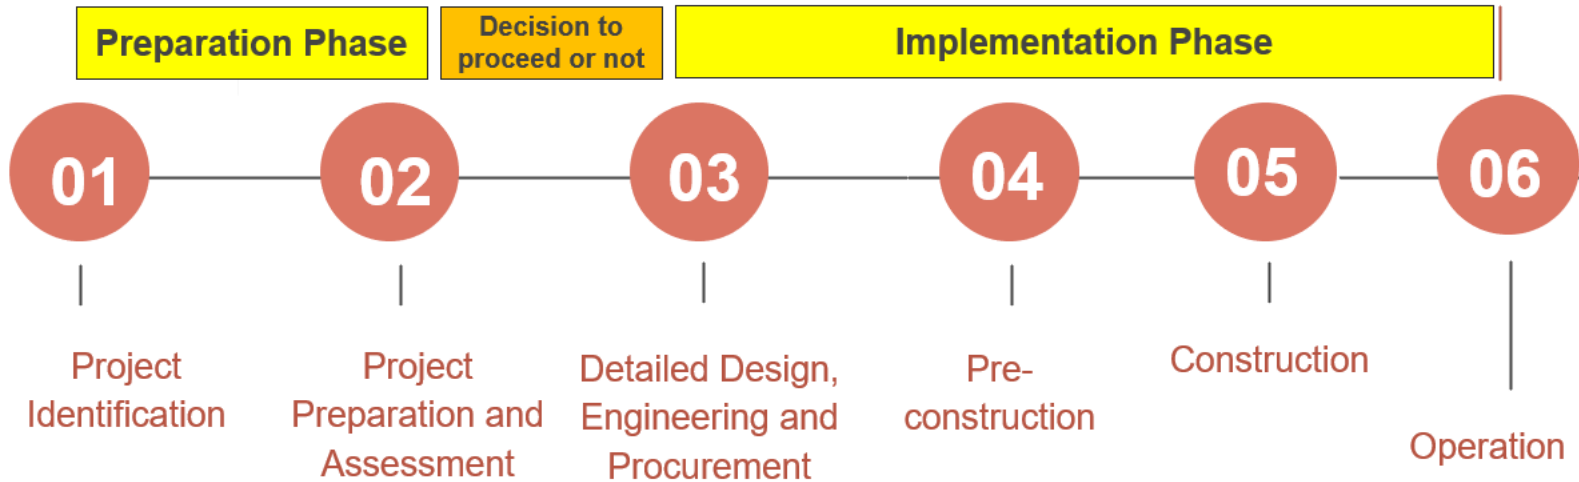 Preparation Phase
Decision to
proceed or not
Implementation Phase
01
02
03
04
05
06
Project
Identification
Project
Preparation and
Assessment
Detailed Design,
Engineering and
Procurement
Pre-
construction
Construction
Operation